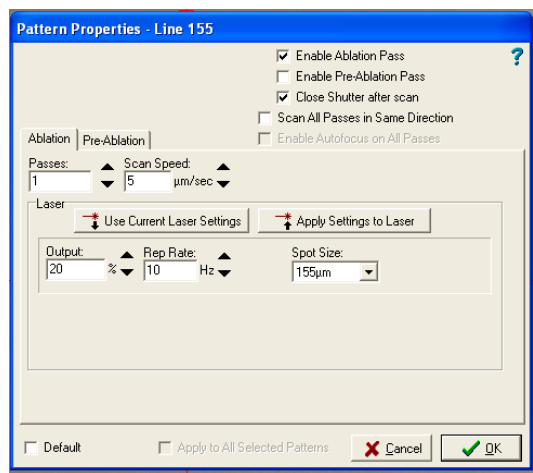 Pattern Properties - Line 155
Enable Ablation Pass
?
Enable Pre-Ablation Pass
Close Shutter after scan
Scan All Passes in Same Direction
Enable Autofocus on All Passes
Ablation Pre-Ablation
Passes: Scan Speed:
1 5 µm/sec
Laser
Use Current Laser Settings Apply Settings to Laser
Output: Rep Rate: Spot Size:
20 % 10 Hz 155µm
Default Apply to All Selected Patterns Cancel OK